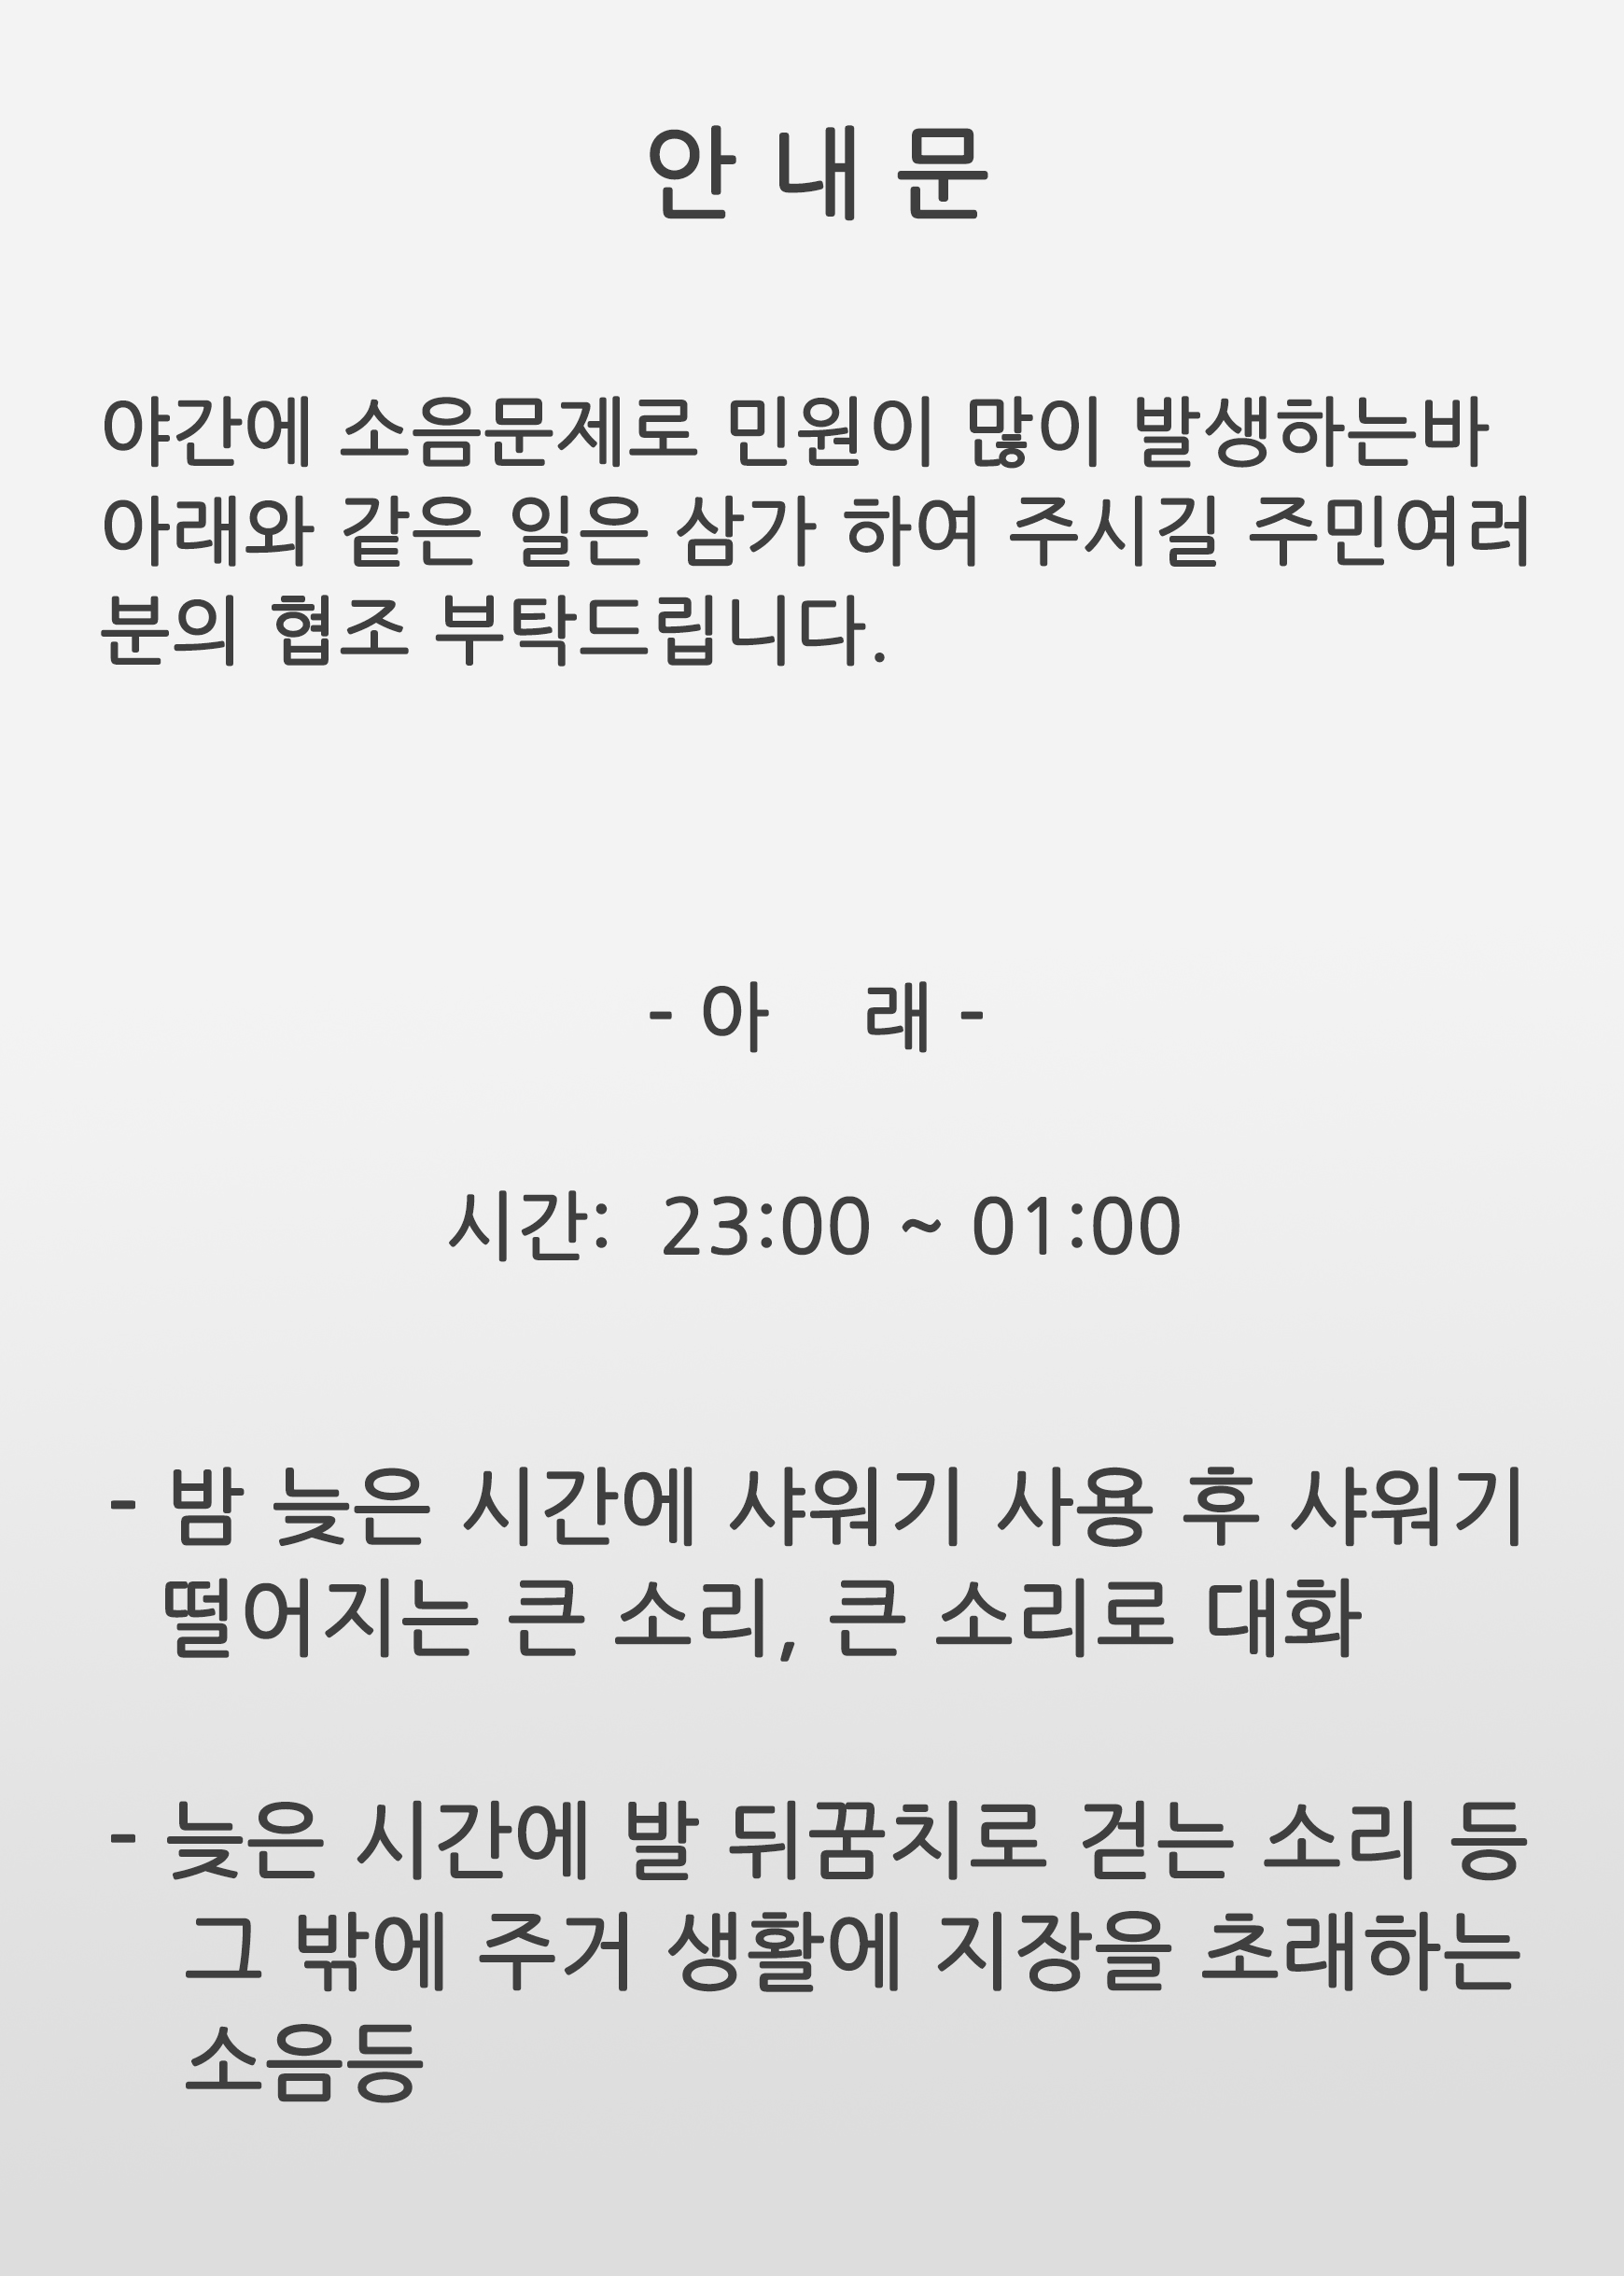 안 내 문
야간에 소음문제로 민원이 많이 발생하는바
아래와 같은 일은 삼가 하여 주시길 주민여러
분의 협조 부탁드립니다.
- 아 래 -
시간: 23:00 ~ 01:00
- 밤 늦은 시간에 샤워기 사용 후 샤워기
떨어지는 큰 소리, 큰 소리로 대화
- 늦은 시간에 발 뒤꿈치로 걷는 소리 등
그 밖에 주거 생활에 지장을 초래하는
소음등